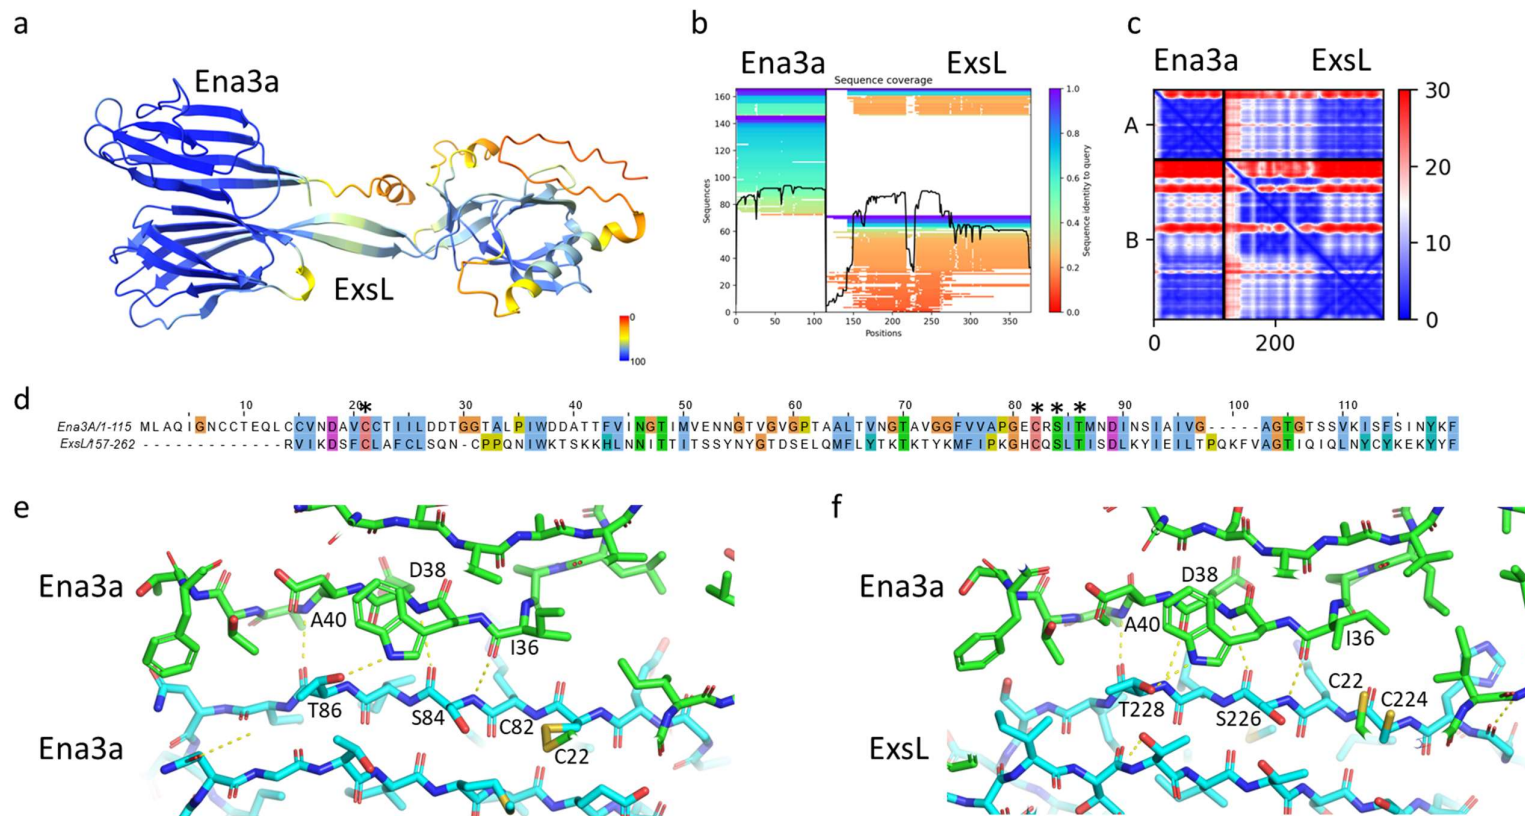 a
Ena3a
ExsL
0
100
b
Ena3a ExsL
Sequence coverage
Sequences
160
140
120
100
80
60
40
20
0
0 50 100 150 200 250 300 350
Positions
1.0
0.8
0.6
0.4
0.2
0.0
Sequence identity to query
c
Ena3a ExsL
A
B
0 200
30
20
10
0
d
10 20 30 40 50 60 70 80 90 100 110
* * * *
Ena3A/1-115 MLAQIGNCCTEQLCCVNDAVCCTIILDDTGGTALPIWDDATTFVINGTIMVENNGTVGVGPTAALTVNGTAVGGFVVAPGECRSITMNDINSIAIVG-----AGTGTSSVKISFSINYKF
ExsL/157-262 -------------RVIKDSFCLAFCLSQN-CPPQNIWKTSKKHLNNITTITSSYNYGTDSELQMFLYTKTKTYKMFIPKGHCQSLTISDLKYIEILTPQKFVAGTIQIQLNYCYKEKYYF
e
Ena3a
Ena3a
D38
A40
I36
T86
S84
C82
C22
f
Ena3a
ExsL
D38
A40
I36
C22
C224
T228
S226